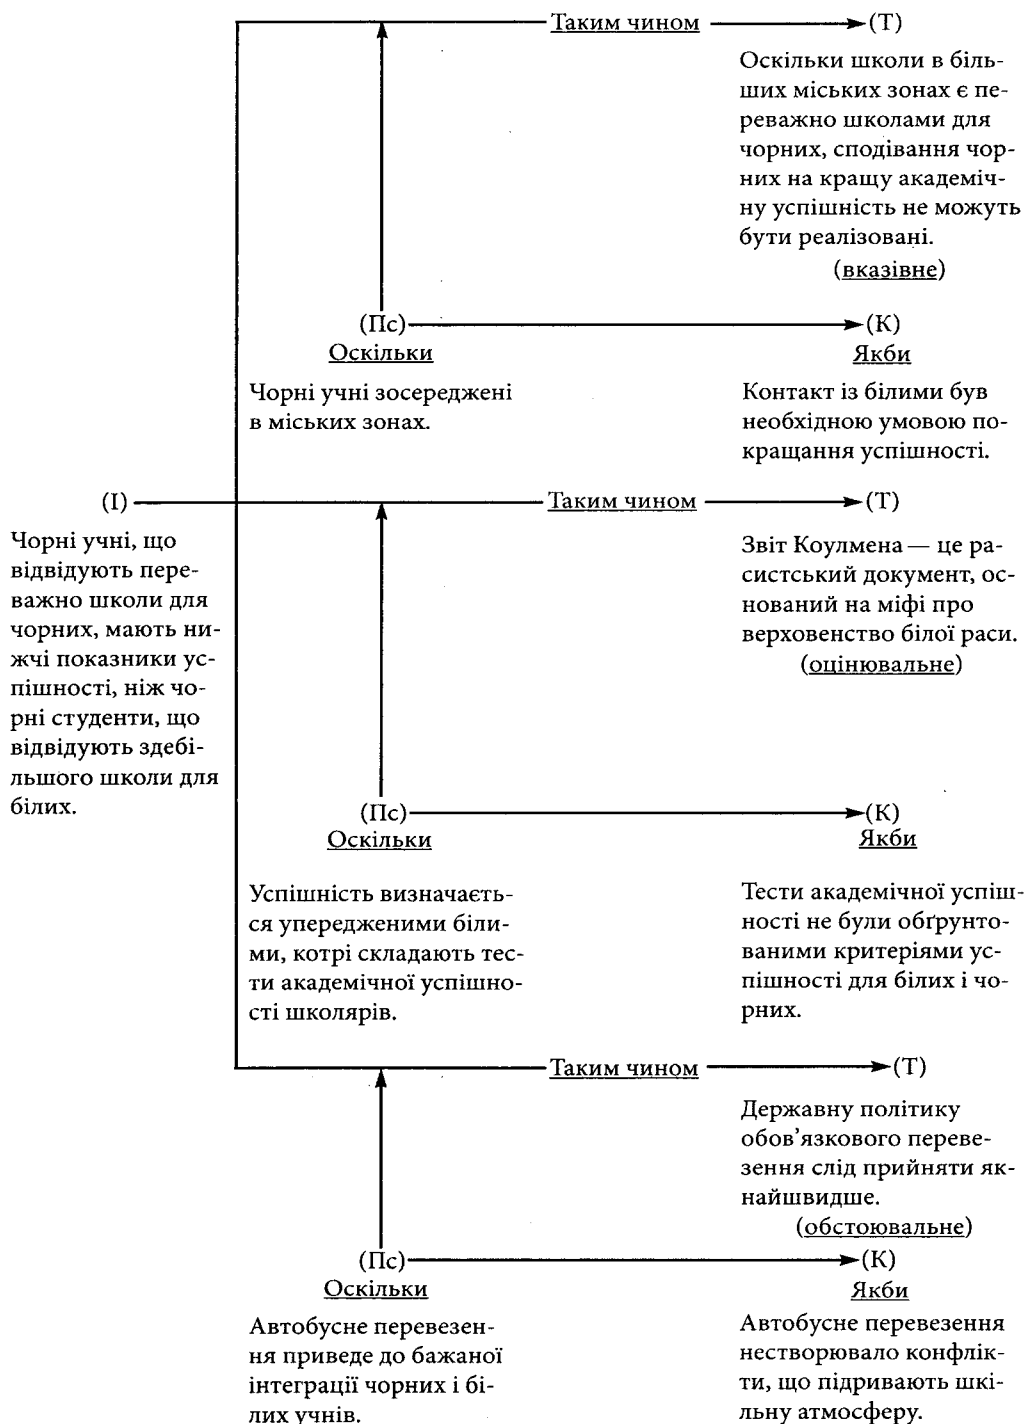 Таким чином (Т)
Оскільки школи в біль-
ших міських зонах є пе-
реважно школами для
чорних, сподівання чор-
них на кращу академіч-
ну успішність не можуть
бути реалізовані.
(вказівне)
(Пс) (К)
Оскільки Якби
Чорні учні зосереджені
в міських зонах.
Контакт із білими був
необхідною умовою по-
кращання успішності.
(І) Таким чином (Т)
Чорні учні, що
відвідують пере-
важно школи для
чорних, мають ни-
жчі показники ус-
пішності, ніж чо-
рні студенти, що
відвідують здебі-
льшого школи для
білих.
Звіт Коулмена — це ра-
систський документ, ос-
нований на міфі про
верховенство білої раси.
(оцінювальне)
(Пс) (К)
Оскільки Якби
Успішність визначаєть-
ся упередженими біли-
ми, котрі складають тес-
ти академічної успішно-
сті школярів.
Тести академічної успіш-
ності не були обґрунто-
ваними критеріями ус-
пішності для білих і чо-
рних.
Таким чином (Т)
Державну політику
обов’язкового переве-
зення слід прийняти як-
найшвидше.
(обстоювальне)
(Пс) (К)
Оскільки Якби
Автобусне перевезен-
ня приведе до бажаної
інтеграції чорних і бі-
лих учнів.
Автобусне перевезення
нестворювало конфлік-
ти, що підривають шкі-
льну атмосферу.